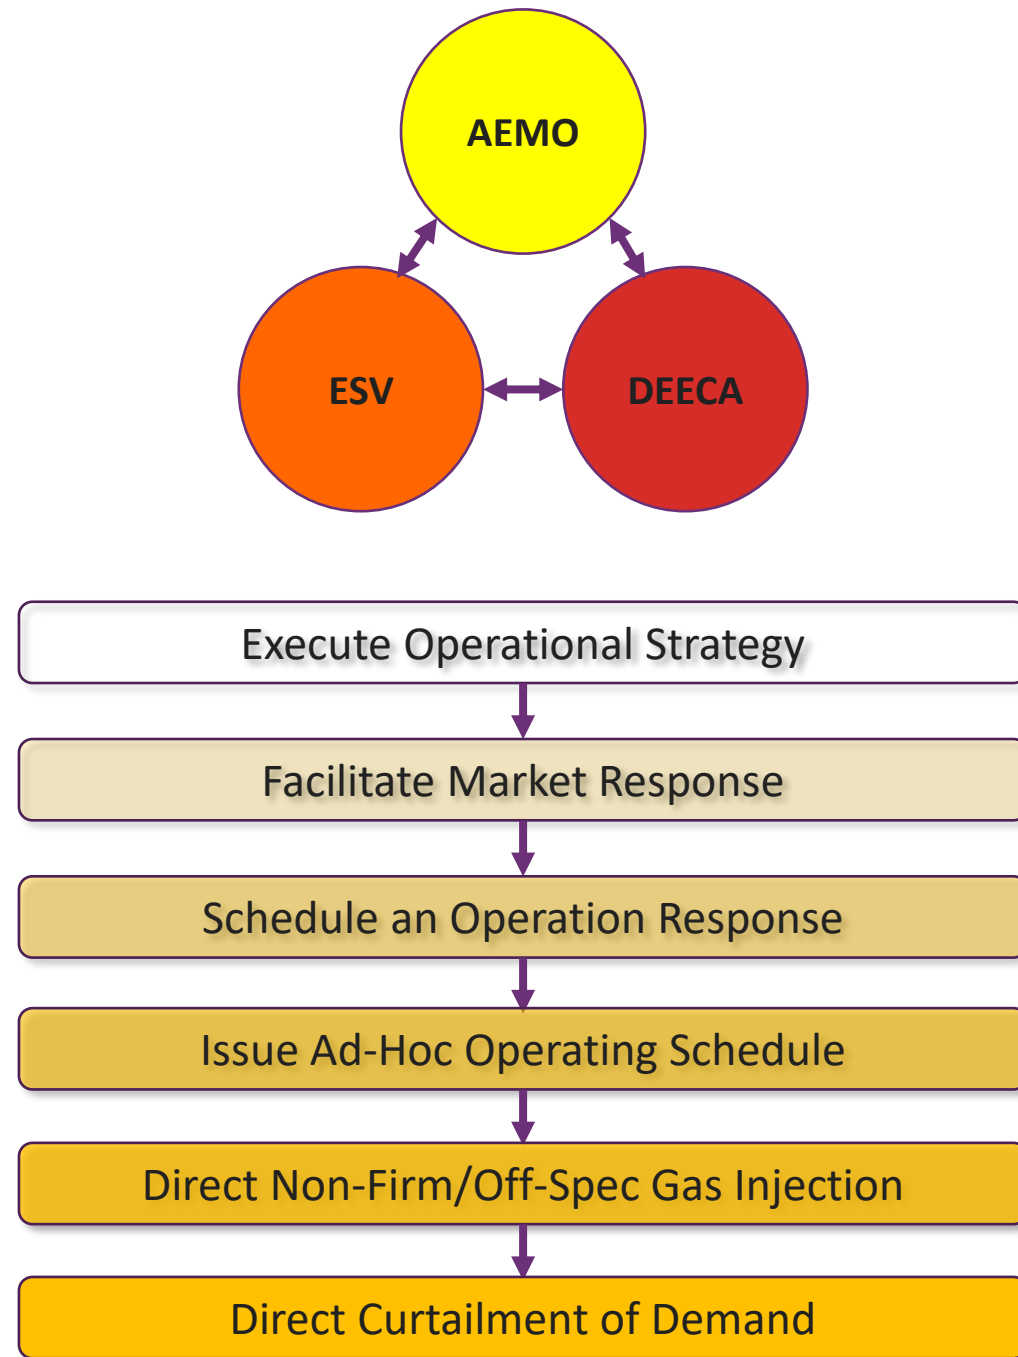 AEMO
ESV
DEECA
Execute Operational Strategy
Facilitate Market Response
Schedule an Operation Response
Issue Ad-Hoc Operating Schedule
Direct Non-Firm/Off-Spec Gas Injection
Direct Curtailment of Demand